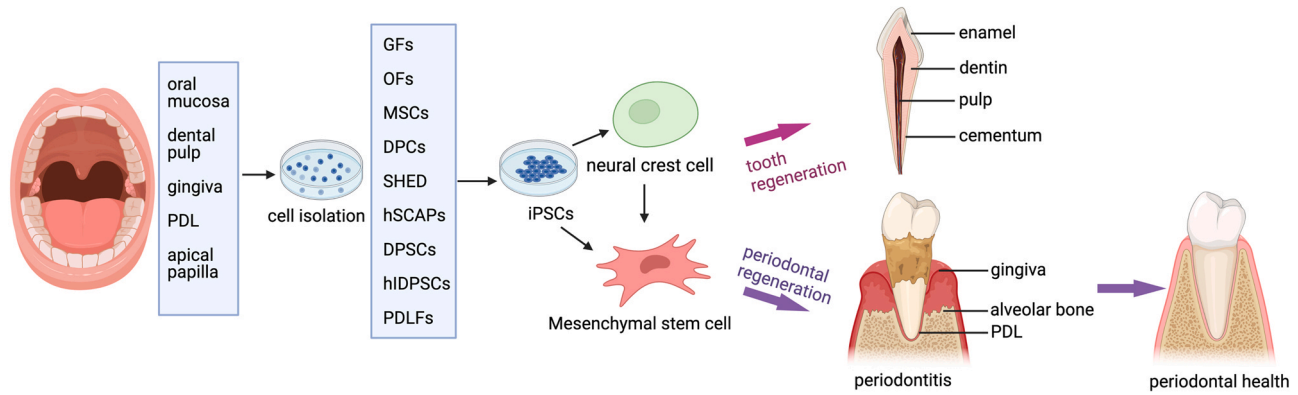 oral
mucosa
dental
pulp
gingiva
PDL
apical
papilla
cell isolation
GFs
OFs
MSCs
DPCs
SHED
hSCAPs
DPSCs
hIDPSCs
PDLFs
iPSCs
neural crest cell
Mesenchymal stem cell
tooth
regeneration
periodontal
regeneration
enamel
dentin
pulp
cementum
gingiva
alveolar bone
PDL
periodontitis
periodontal health